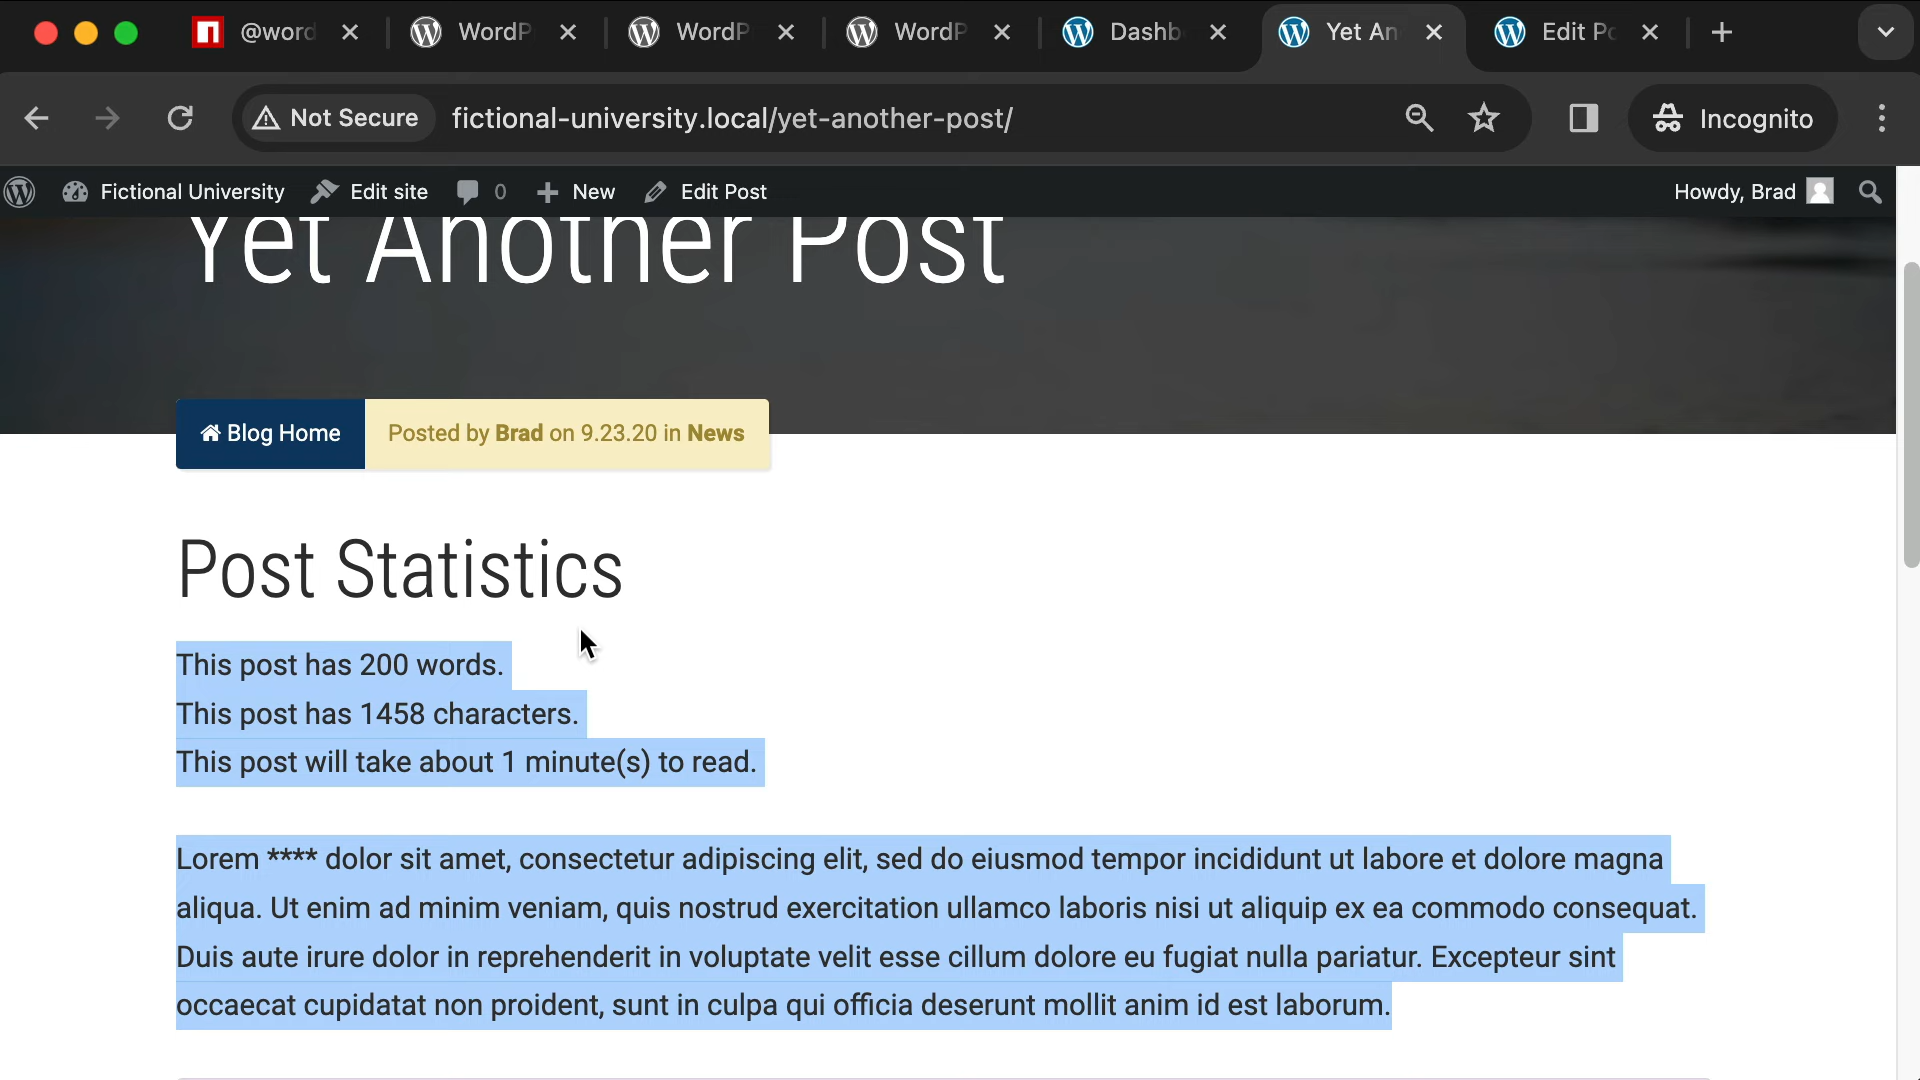 @word
WordP
WordP
WordP
Dashb
Yet An
Edit Po
Not Secure
fictional-university.local/yet-another-post/
Incognito
Fictional University
Edit site
0
New
Edit Post
Howdy, Brad
Yet Another Post
Blog Home
Posted by Brad on 9.23.20 in News
Post Statistics
This post has 200 words.
This post has 1458 characters.
This post will take about 1 minute(s) to read.
Lorem **** dolor sit amet, consectetur adipiscing elit, sed do eiusmod tempor incididunt ut labore et dolore magna
aliqua. Ut enim ad minim veniam, quis nostrud exercitation ullamco laboris nisi ut aliquip ex ea commodo consequat.
Duis aute irure dolor in reprehenderit in voluptate velit esse cillum dolore eu fugiat nulla pariatur. Excepteur sint
occaecat cupidatat non proident, sunt in culpa qui officia deserunt mollit anim id est laborum.